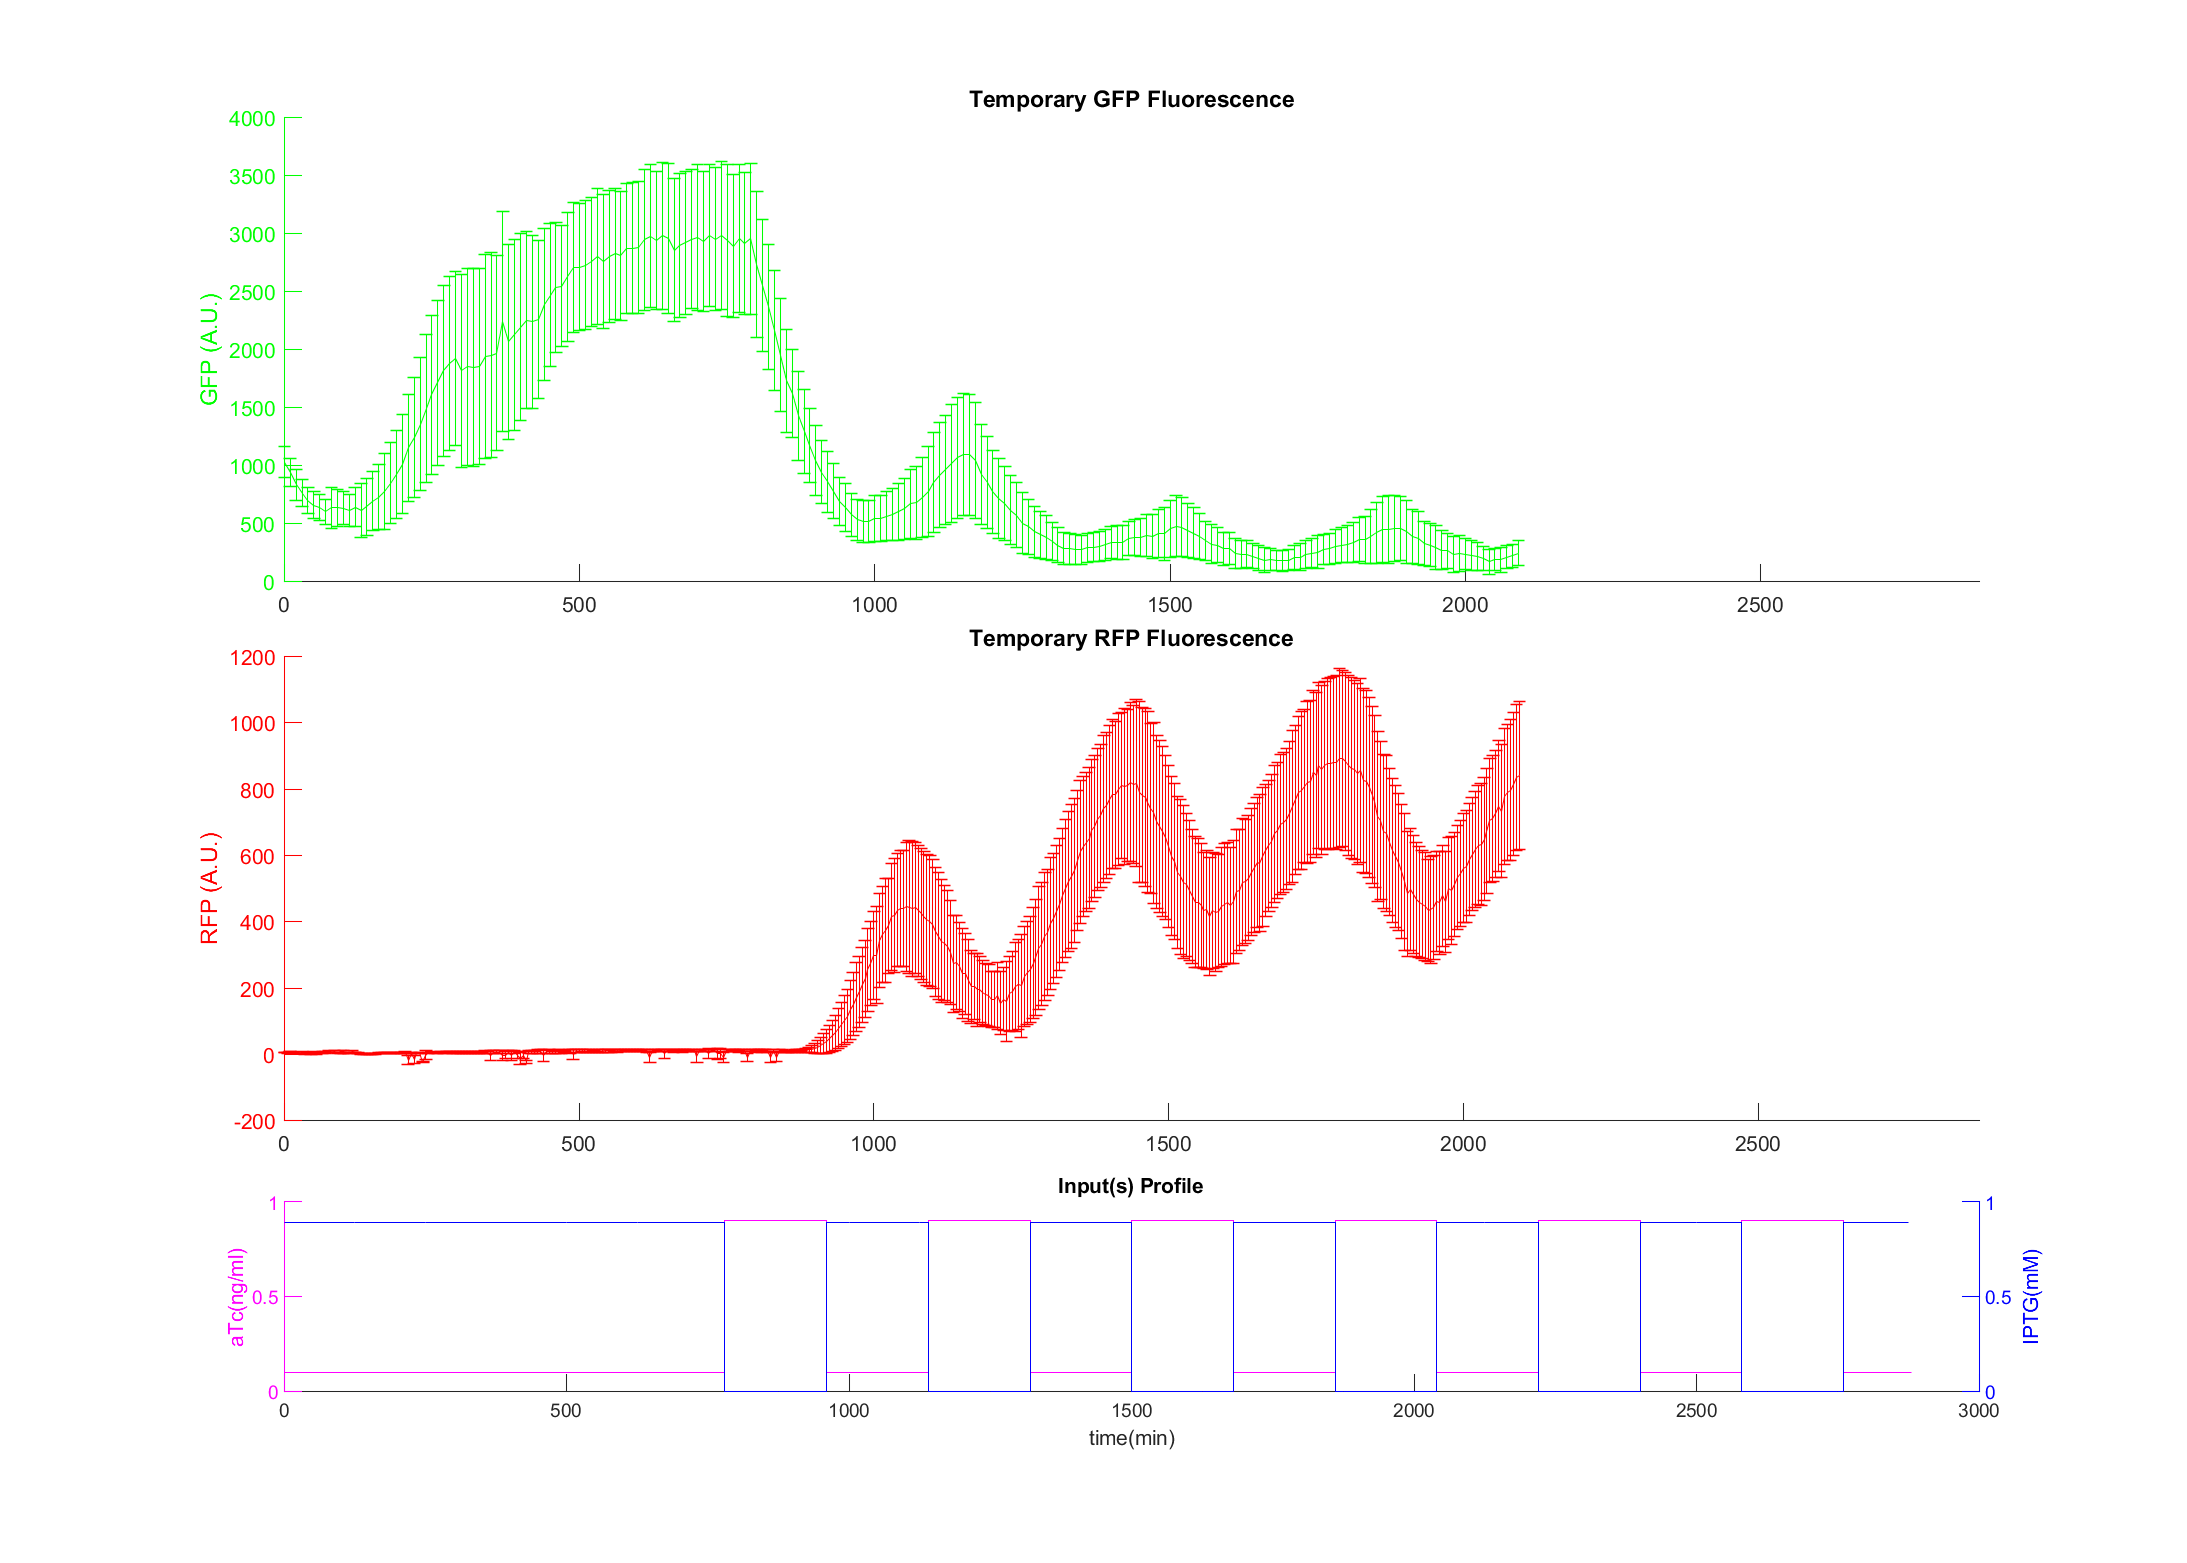 Temporary GFP Fluorescence
4000
3500
3000
2500
2000
1500
1000
500
0
GFP (A.U.)
0 500 1000 1500 2000 2500
Temporary RFP Fluorescence
1200
1000
800
600
400
200
0
-200
RFP (A.U.)
0 500 1000 1500 2000 2500
Input(s) Profile
1
0.5
0
aTc(ng/ml)
1
0.5
0
IPTG(mM)
0 500 1000 1500 2000 2500 3000
time(min)